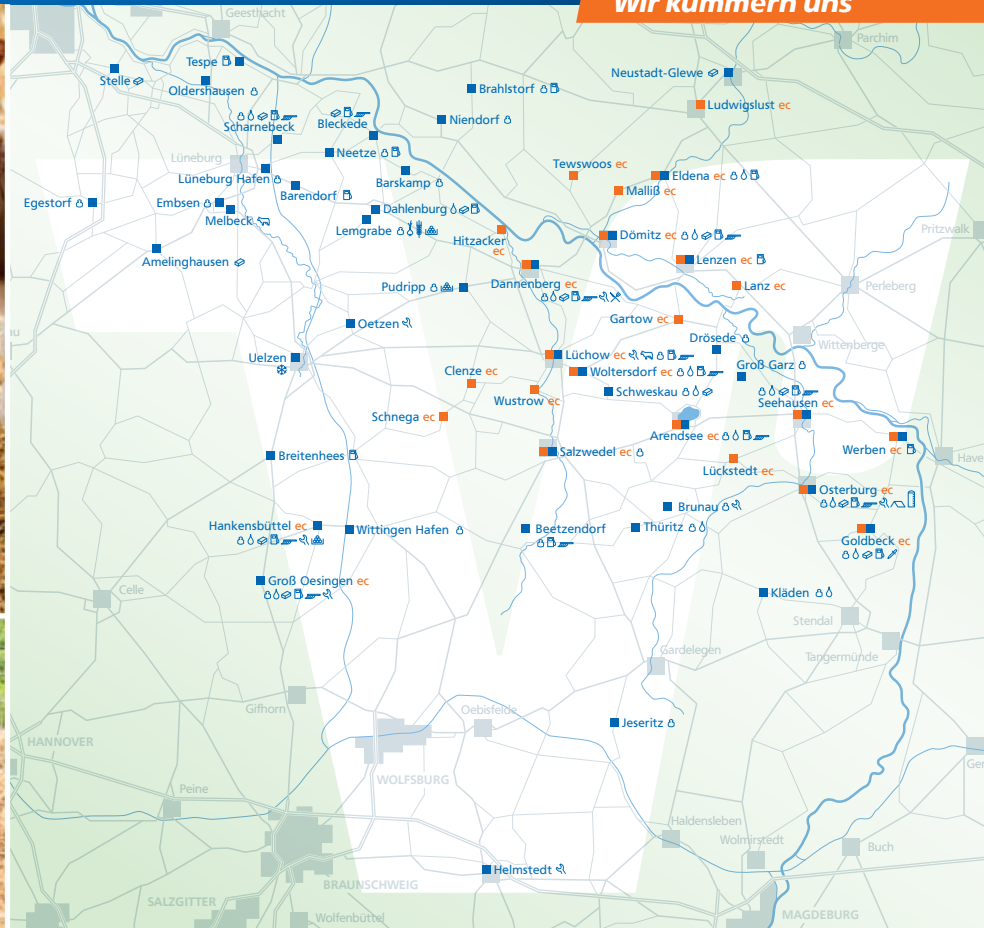 Wir kümmern uns
Geesthacht
Parchim
Tespe
Stelle
Oldershausen
Neustadt-Glewe
Brahlstorf
Ludwigslust ec
Scharnebeck
Bleckede
Niendorf
Lüneburg
Neetze
Tewswoos ec
Lüneburg Hafen
Barskamp
Eldena ec
Barendorf
Malliß ec
Egestorf
Embsen
Melbeck
Dahlenburg
Lemgrabe
Hitzacker
ec
Dömitz ec
Pritzwalk
Amelinghausen
Lenzen ec
Dannenberg ec
Pudripp
Lanz ec
Perleberg
Oetzen
Gartow ec
Drösede
Wittenberge
Uelzen
Lüchow ec
Clenze ec
Woltersdorf ec
Groß Garz
Wustrow ec
Schweskau
Seehausen ec
Schnega ec
Arendsee ec
Salzwedel ec
Werben ec
Breitenhees
Lückstedt ec
Have
Osterburg ec
Brunau
Hankensbüttel ec
Wittingen Hafen
Beetzendorf
Thüritz
Goldbeck ec
Groß Oesingen ec
Celle
Kläden
Stendal
Gardelegen
Tangermünde
Gifhorn
Oebisfelde
Jeseritz
HANNOVER
Gen
WOLFSBURG
Peine
Haldensleben
Wolmirstedt
Buch
Helmstedt
BRAUNSCHWEIG
SALZGITTER
Wolfenbüttel
MAGDEBURG